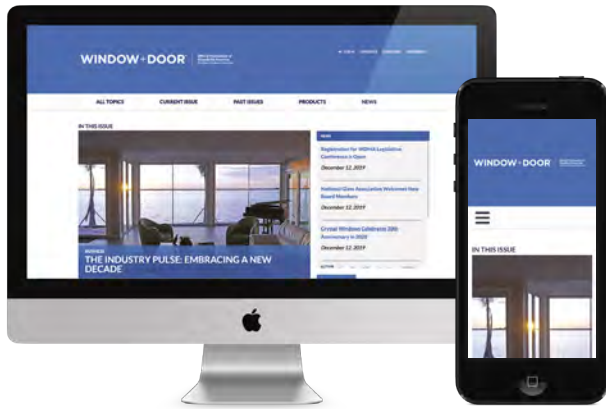 WINDOW+DOOR
ALL TOPICS CURRENT ISSUE PAST ISSUES PRODUCTS NEWS
IN THIS ISSUE
NEWS
Registration for WDMA Legislative
Conference is Open
December 12, 2019
National Glass Association Welcomes New
Board Members
December 12, 2019
Crystal Windows Celebrates 30th
Anniversary in 2020
December 12, 2019
THE INDUSTRY PULSE: EMBRACING A NEW
DECADE
WINDOW+DOOR
IN THIS ISSUE